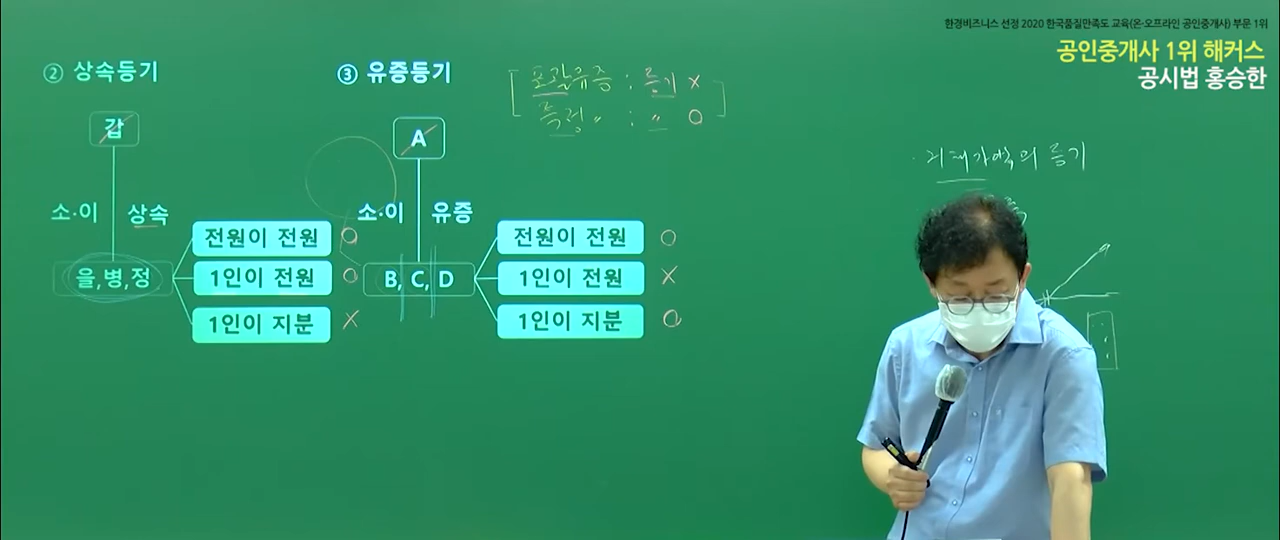 한경비즈니스 선정 2020 한국품질만족도 교육(온·오프라인 공인중개사) 부문 1위
공인중개사 1위 해커스
공시법 홍승한
② 상속등기
갑
소·이 상속
을,병,정
전원이 전원 O
1인이 전원 O
1인이 지분 X
③ 유증등기
[포괄유증 : 등기 X
특정 〃 : 〃 O]
A
소·이 유증
B, C, D
전원이 전원 O
1인이 전원 X
1인이 지분 O
등기